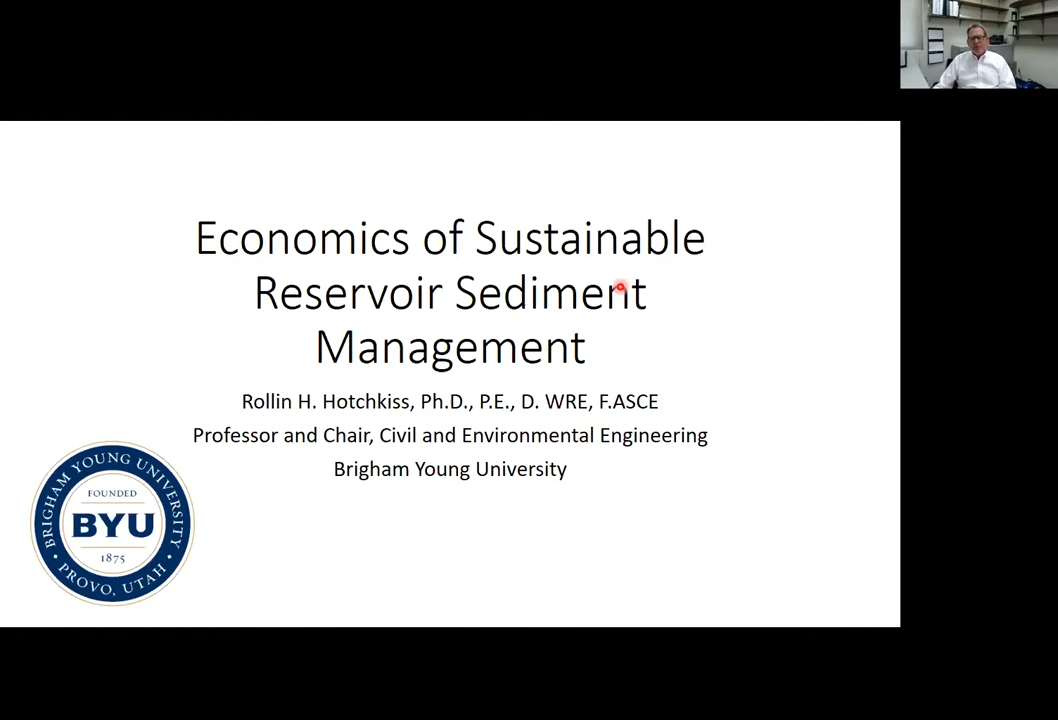 Economics of Sustainable
Reservoir Sediment
Management
Rollin H. Hotchkiss, Ph.D., P.E., D. WRE, F.ASCE
Professor and Chair, Civil and Environmental Engineering
Brigham Young University
BRIGHAM YOUNG UNIVERSITY
FOUNDED
BYU
1875
PROVO, UTAH